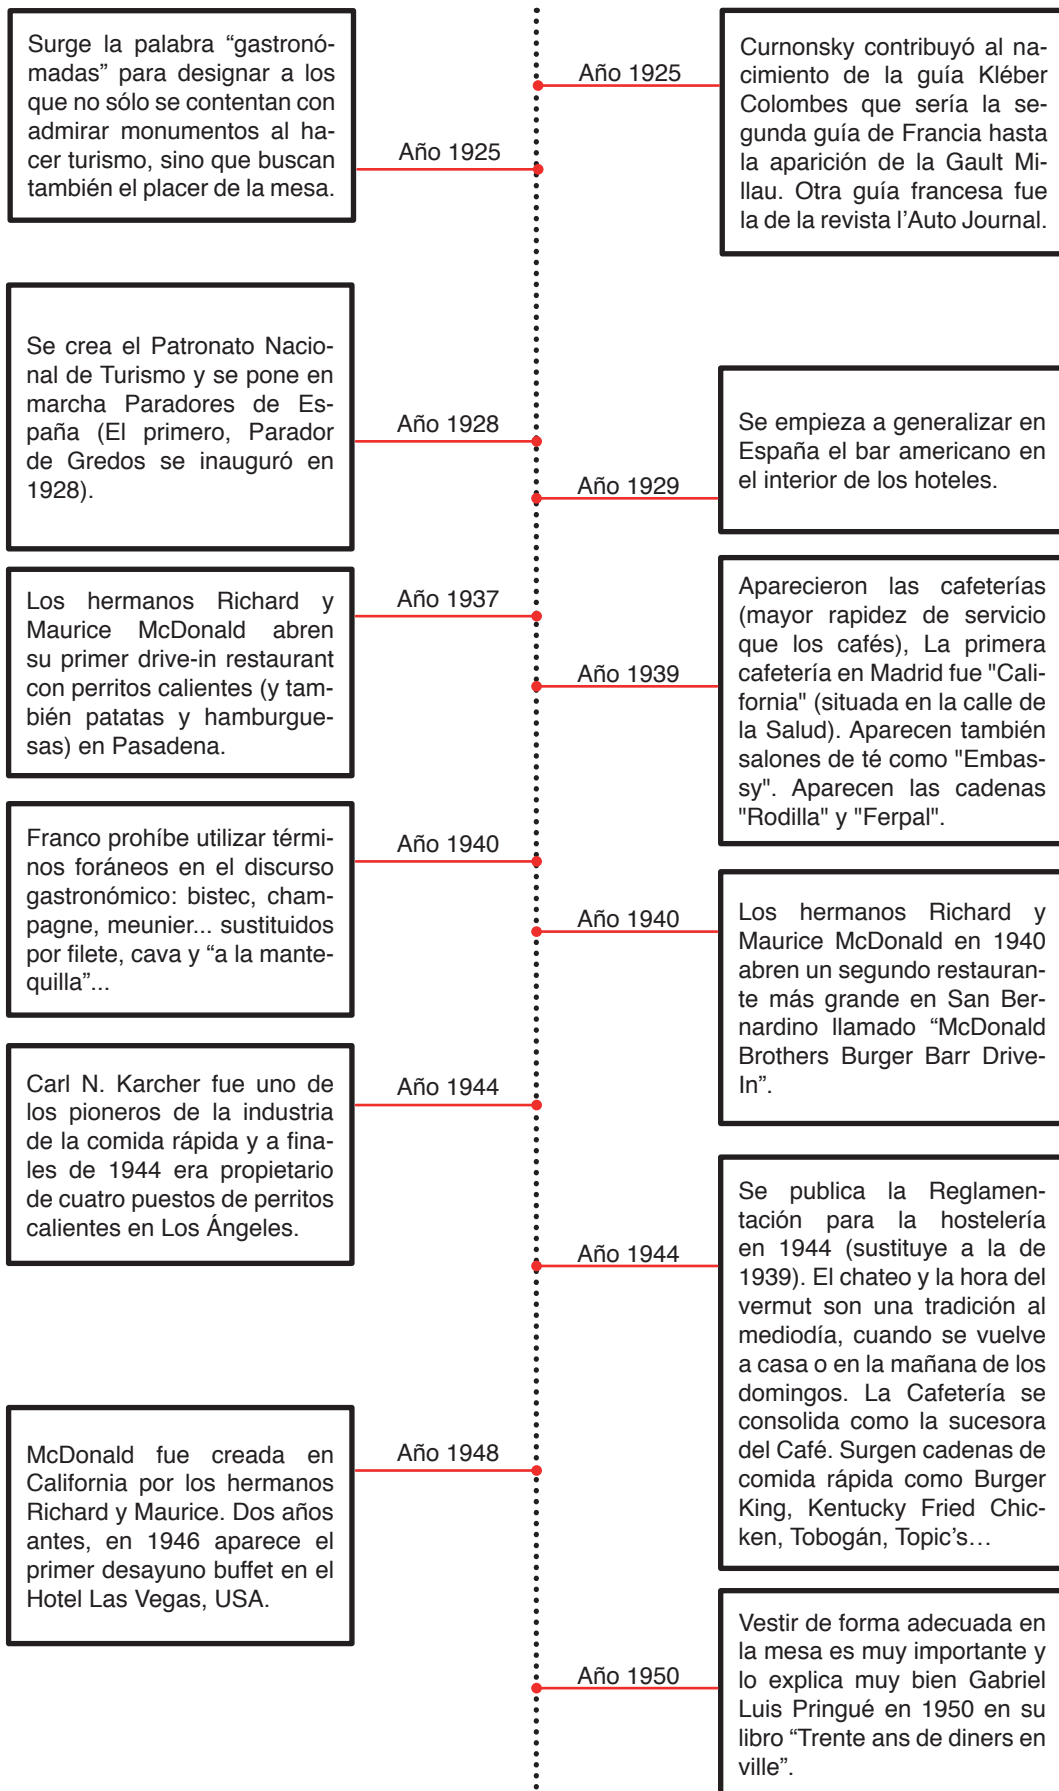 Surge la palabra “gastronó-
madas” para designar a los
que no sólo se contentan con
admirar monumentos al ha-
cer turismo, sino que buscan
también el placer de la mesa.
Año 1925
Año 1925
Curnonsky contribuyó al na-
cimiento de la guía Kléber
Colombes que sería la se-
gunda guía de Francia hasta
la aparición de la Gault Mi-
llau. Otra guía francesa fue
la de la revista l’Auto Journal.
Se crea el Patronato Nacio-
nal de Turismo y se pone en
marcha Paradores de Es-
paña (El primero, Parador
de Gredos se inauguró en
1928).
Año 1928
Año 1929
Se empieza a generalizar en
España el bar americano en
el interior de los hoteles.
Los hermanos Richard y
Maurice McDonald abren
su primer drive-in restaurant
con perritos calientes (y tam-
bién patatas y hamburgue-
sas) en Pasadena.
Año 1937
Año 1939
Aparecieron las cafeterías
(mayor rapidez de servicio
que los cafés), La primera
cafetería en Madrid fue "Cali-
fornia" (situada en la calle de
la Salud). Aparecen también
salones de té como "Embas-
sy". Aparecen las cadenas
"Rodilla" y "Ferpal".
Franco prohíbe utilizar térmi-
nos foráneos en el discurso
gastronómico: bistec, cham-
pagne, meunier... sustituidos
por filete, cava y “a la mante-
quilla”...
Año 1940
Año 1940
Los hermanos Richard y
Maurice McDonald en 1940
abren un segundo restauran-
te más grande en San Ber-
nardino llamado “McDonald
Brothers Burger Barr Drive-
In”.
Carl N. Karcher fue uno de
los pioneros de la industria
de la comida rápida y a fina-
les de 1944 era propietario
de cuatro puestos de perritos
calientes en Los Ángeles.
Año 1944
Año 1944
Se publica la Reglamen-
tación para la hostelería
en 1944 (sustituye a la de
1939). El chateo y la hora del
vermut son una tradición al
mediodía, cuando se vuelve
a casa o en la mañana de los
domingos. La Cafetería se
consolida como la sucesora
del Café. Surgen cadenas de
comida rápida como Burger
King, Kentucky Fried Chic-
ken, Tobogán, Topic’s…
McDonald fue creada en
California por los hermanos
Richard y Maurice. Dos años
antes, en 1946 aparece el
primer desayuno buffet en el
Hotel Las Vegas, USA.
Año 1948
Año 1950
Vestir de forma adecuada en
la mesa es muy importante y
lo explica muy bien Gabriel
Luis Pringué en 1950 en su
libro “Trente ans de diners en
ville”.